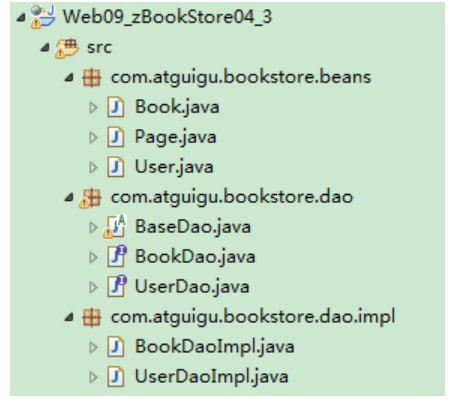 Web09_zBookStore04_3
src
com.atguigu.bookstore.beans
Book.java
Page.java
User.java
com.atguigu.bookstore.dao
BaseDao.java
BookDao.java
UserDao.java
com.atguigu.bookstore.dao.impl
BookDaoImpl.java
UserDaoImpl.java